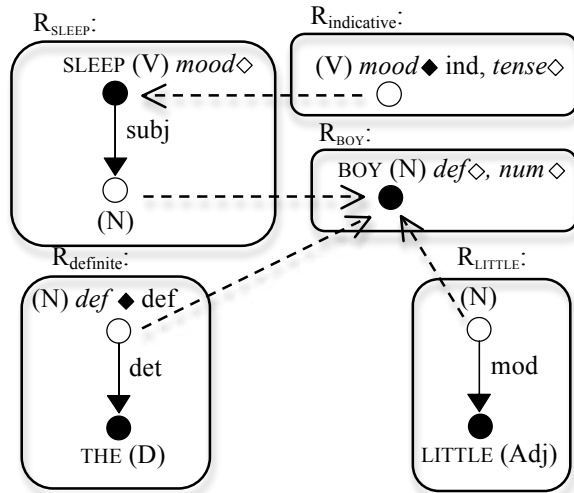 R_SLEEP:
SLEEP (V) mood◇
subj
(N)
R_indicative:
(V) mood◆ ind, tense◇
R_BOY:
BOY (N) def◇, num◇
R_definite:
(N) def ◆ def
det
THE (D)
R_LITTLE:
(N)
mod
LITTLE (Adj)